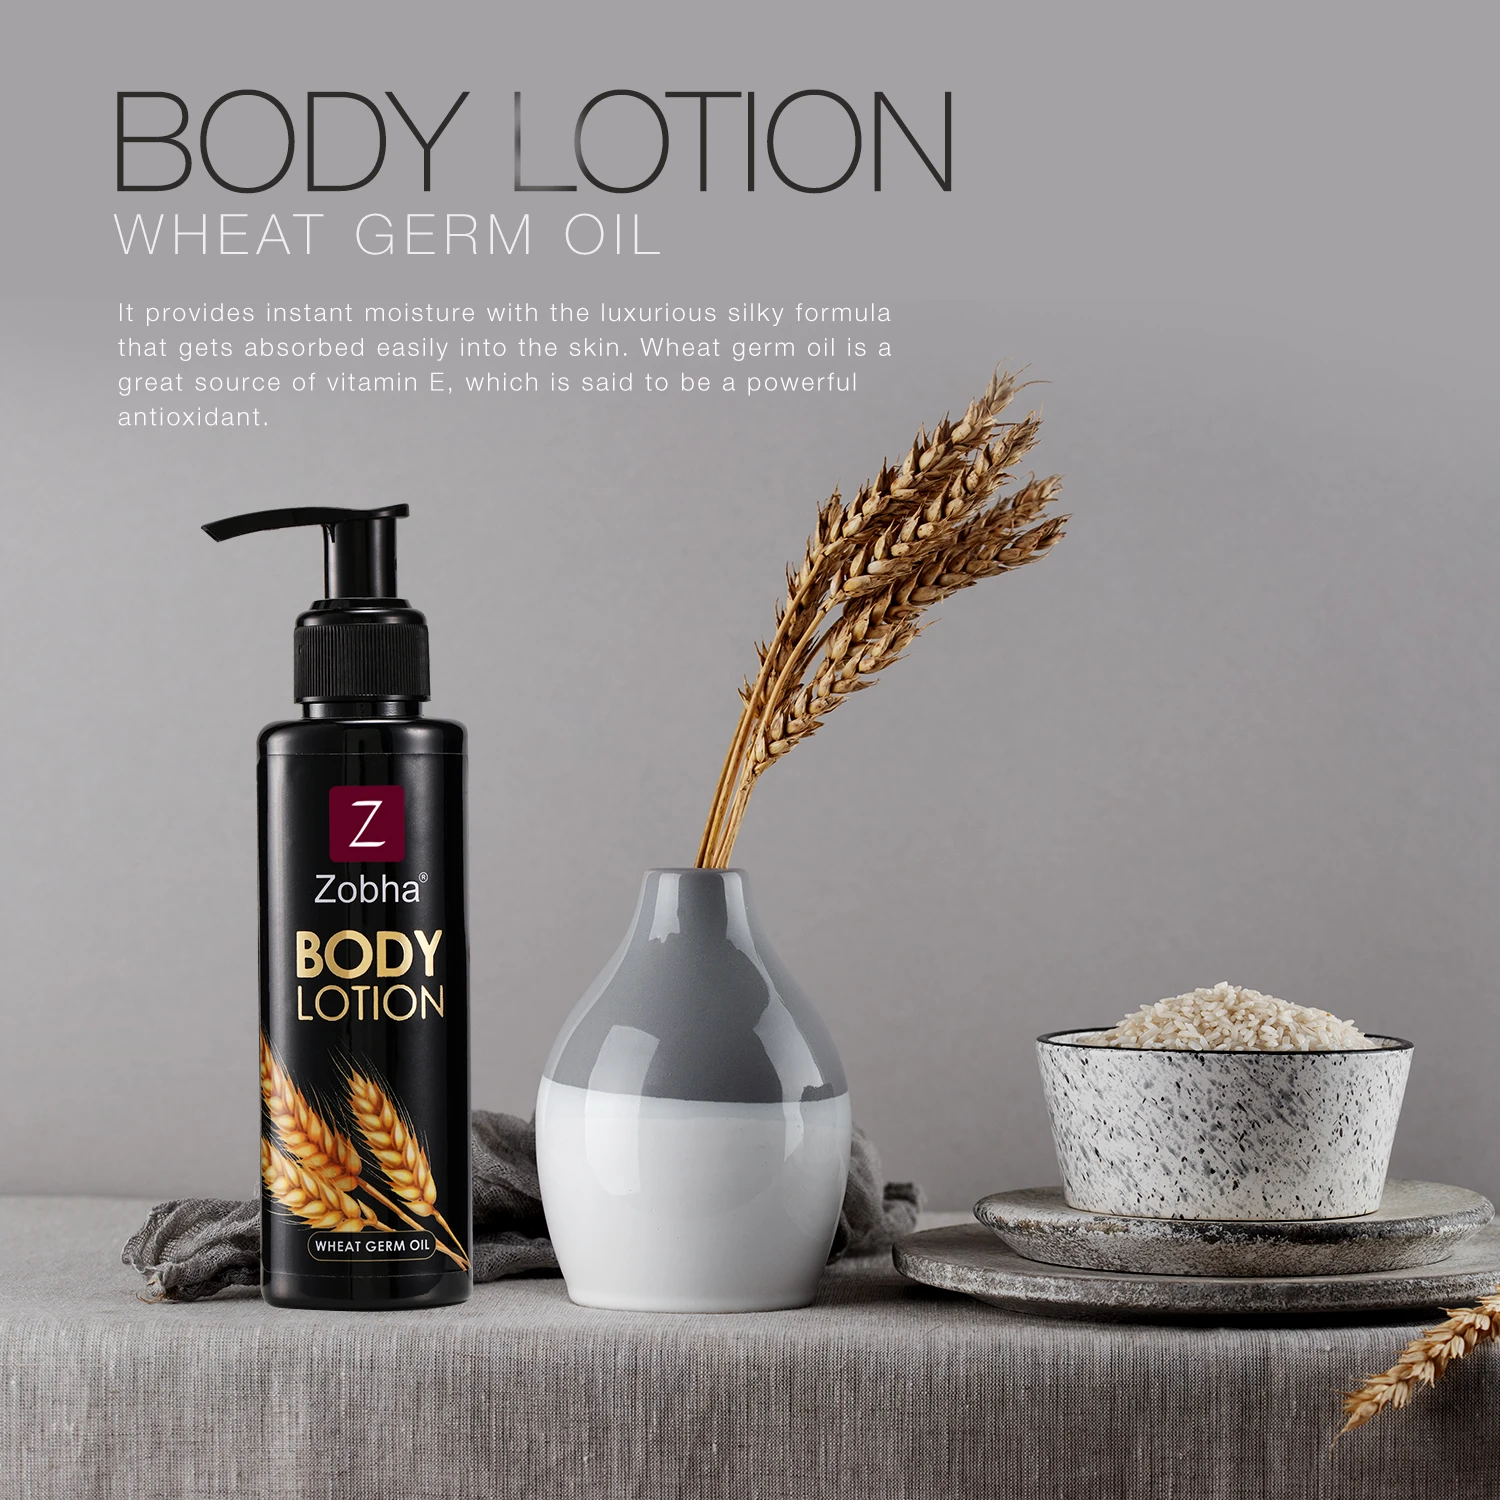 BODY LOTION
WHEAT GERM OIL
It provides instant moisture with the luxurious silky formula
that gets absorbed easily into the skin. Wheat germ oil is a
great source of vitamin E, which is said to be a powerful
antioxidant.
Z
Zobha®
BODY
LOTION
WHEAT GERM OIL